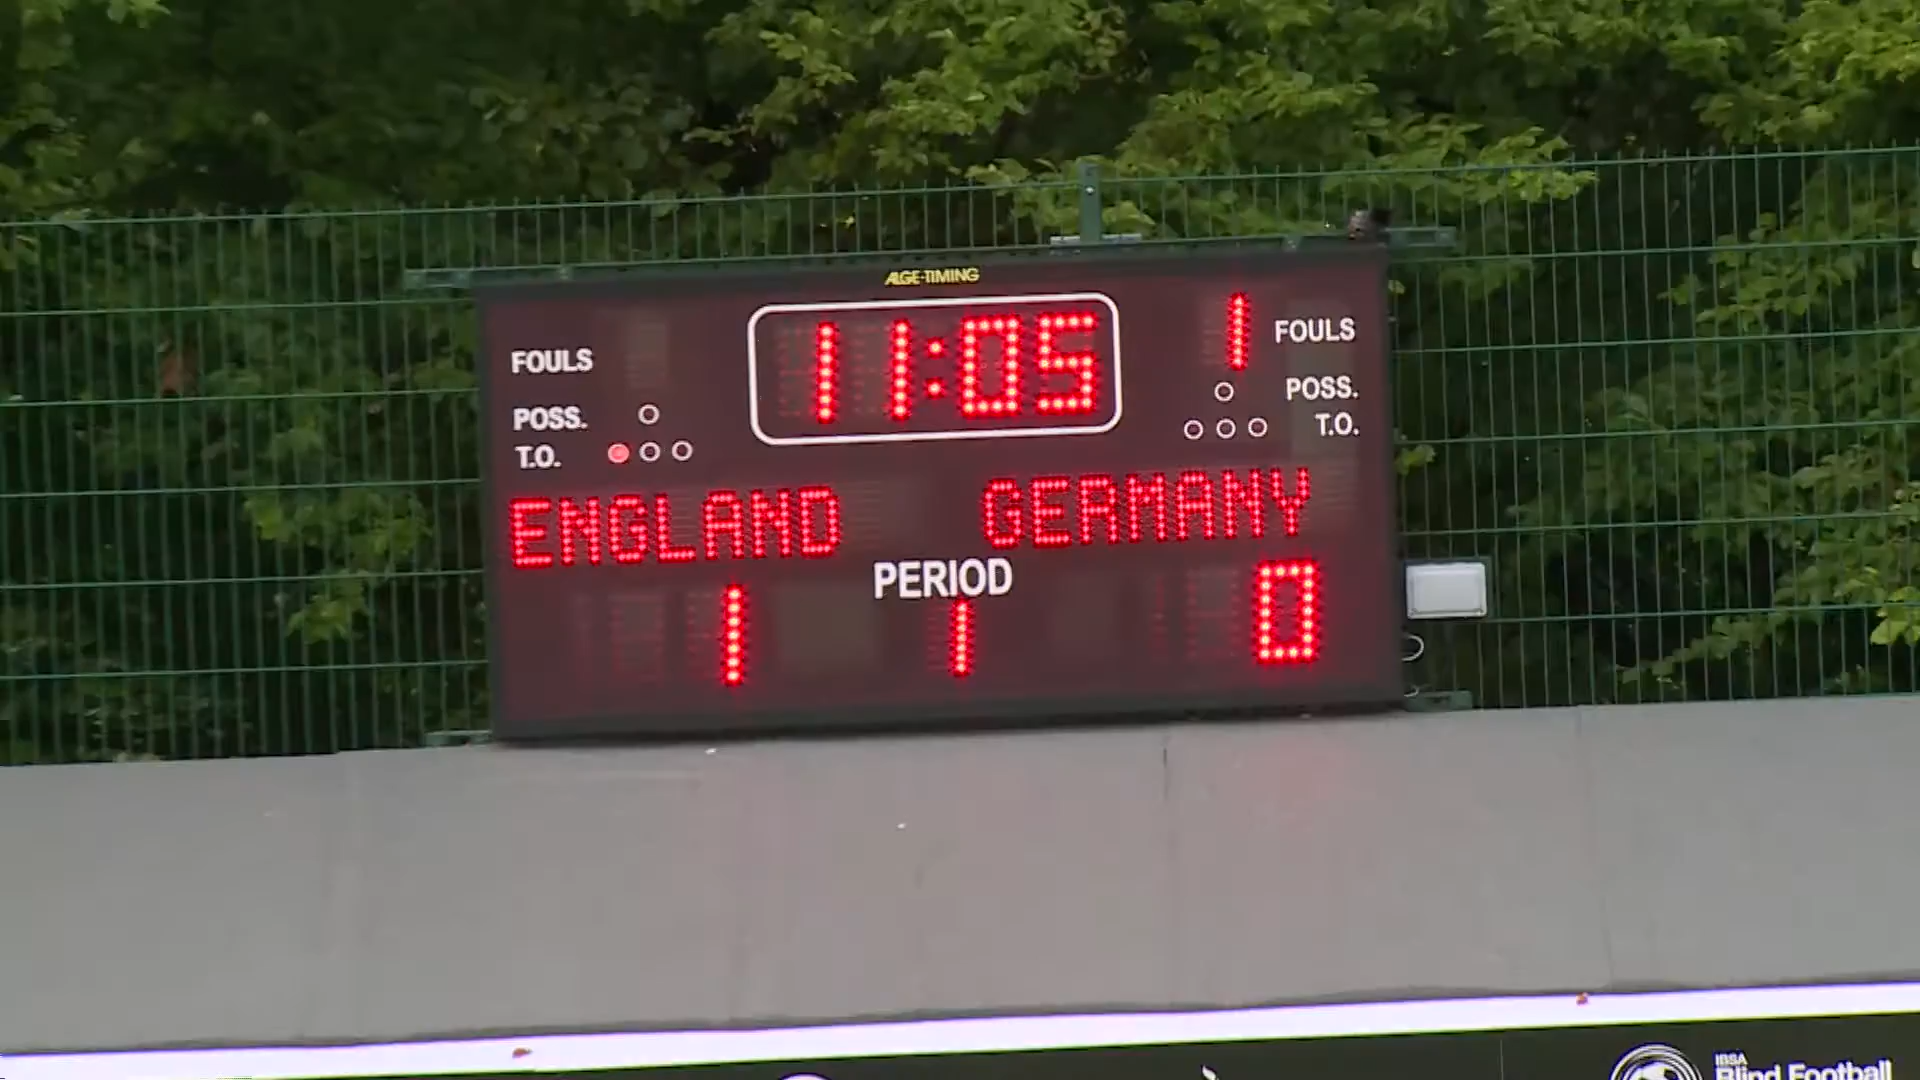 ALGE-TIMING
11:05
FOULS
1 FOULS
POSS.
POSS.
T.O.
T.O.
ENGLAND GERMANY
PERIOD
1 1 0
IBSA
Blind Football